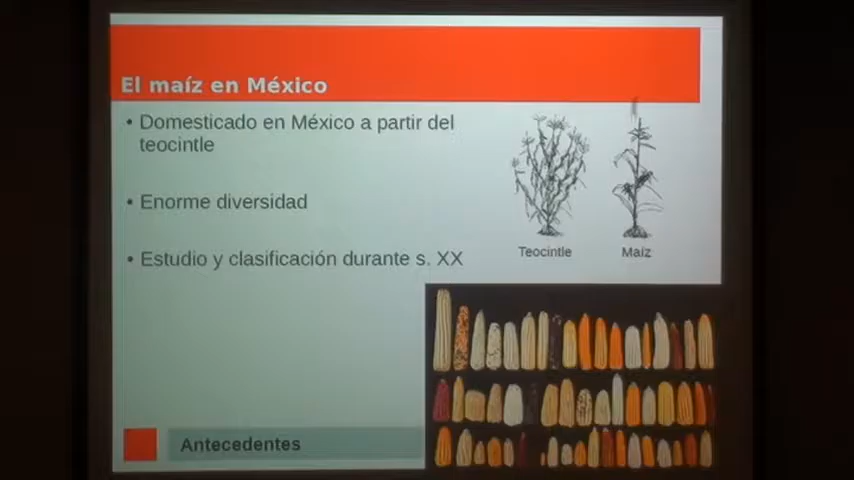 El maíz en México
• Domesticado en México a partir del
teocintle
• Enorme diversidad
• Estudio y clasificación durante s. XX
Teocintle
Maíz
Antecedentes